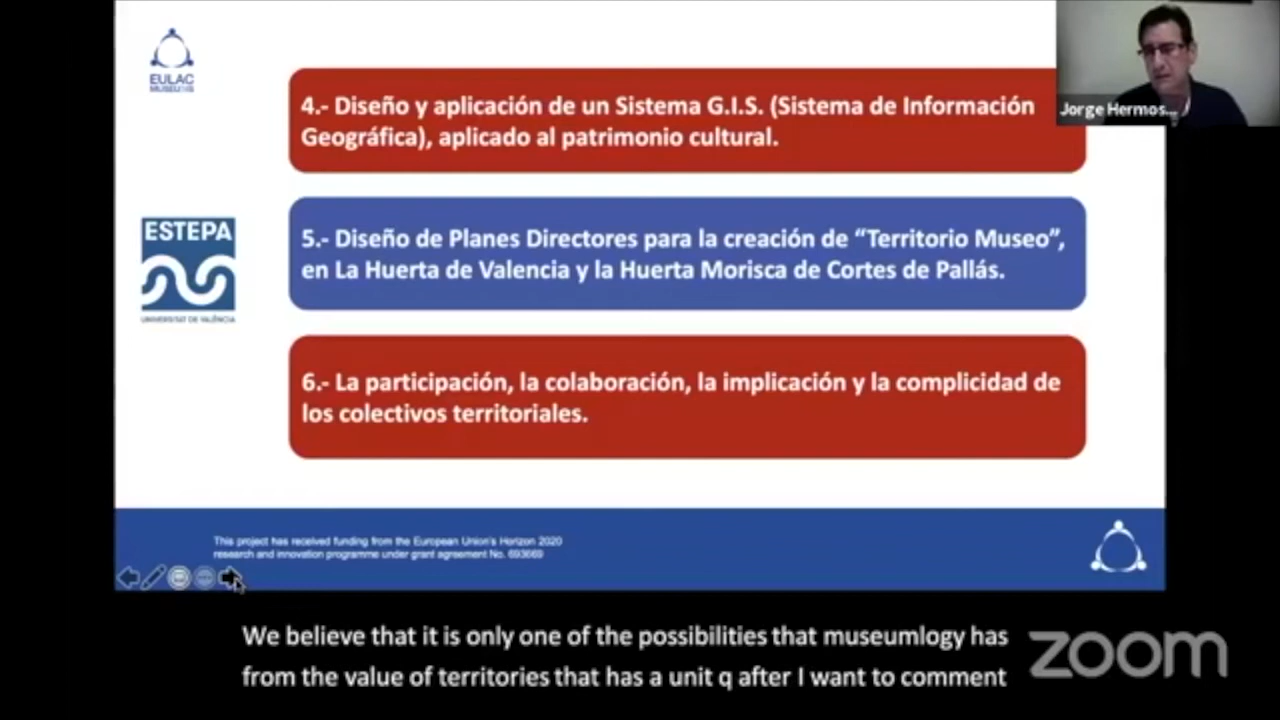 EULAC
MUSEUMS
4.- Diseño y aplicación de un Sistema G.I.S. (Sistema de Información
Geográfica), aplicado al patrimonio cultural.
Jorge Hermos...
ESTEPA
UNIVERSITAT DE VALÈNCIA
5.- Diseño de Planes Directores para la creación de “Territorio Museo”,
en La Huerta de Valencia y la Huerta Morisca de Cortes de Pallás.
6.- La participación, la colaboración, la implicación y la complicidad de
los colectivos territoriales.
This project has received funding from the European Union's Horizon 2020
research and innovation programme under grant agreement No. 693669
We believe that it is only one of the possibilities that museumlogy has
from the value of territories that has a unit q after I want to comment
zoom